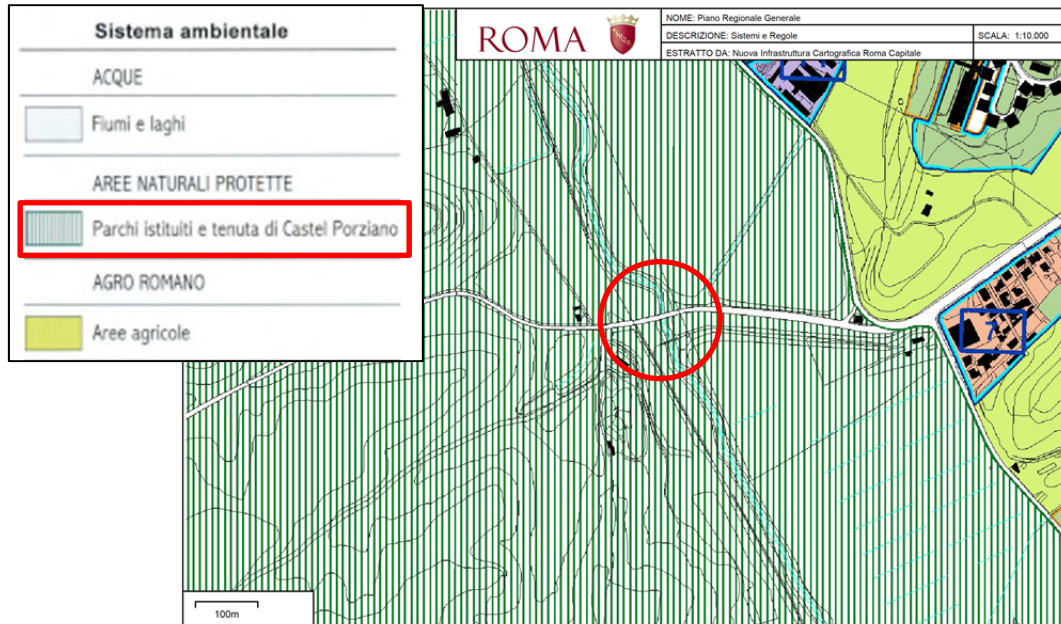 Sistema ambientale
ACQUE
Fiumi e laghi
AREE NATURALI PROTETTE
Parchi istituiti e tenuta di Castel Porziano
AGRO ROMANO
Aree agricole
ROMA
NOME: Piano Regionale Generale
DESCRIZIONE: Sistemi e Regole
SCALA: 1:10.000
ESTRATTO DA: Nuova Infrastruttura Cartografica Roma Capitale
7
100m